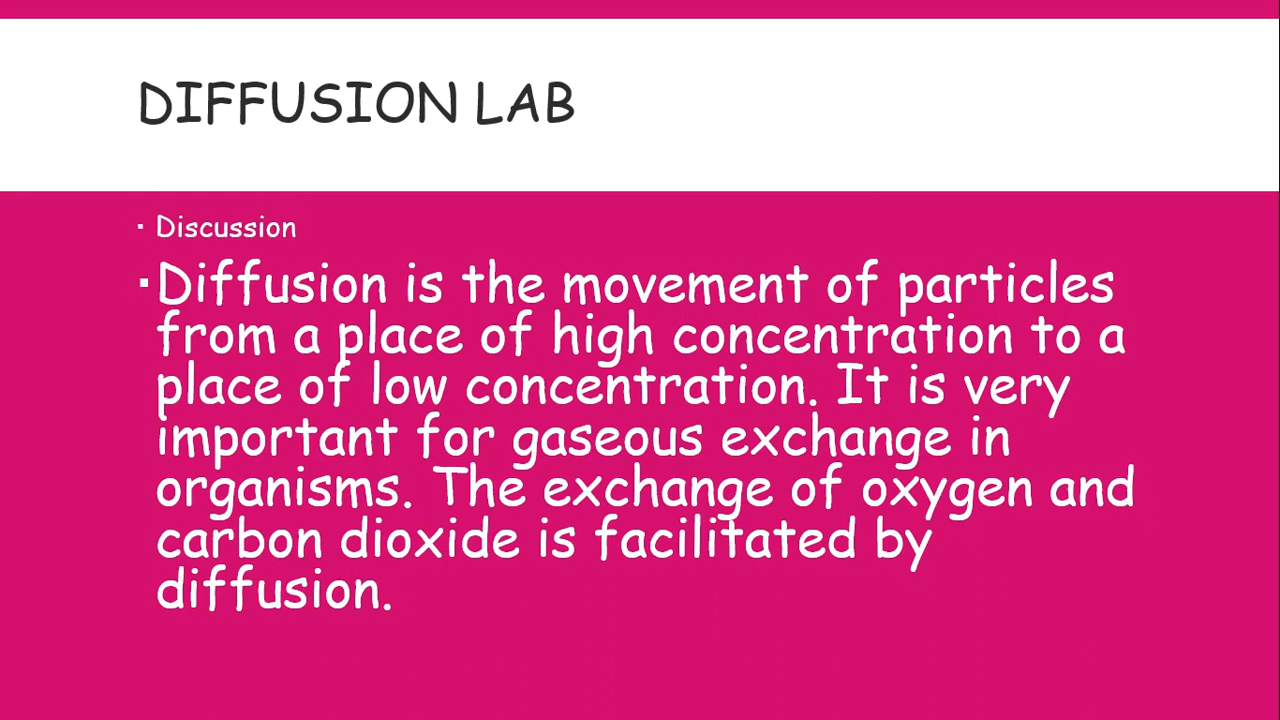 DIFFUSION LAB
▪ Discussion
▪ Diffusion is the movement of particles
from a place of high concentration to a
place of low concentration. It is very
important for gaseous exchange in
organisms. The exchange of oxygen and
carbon dioxide is facilitated by
diffusion.